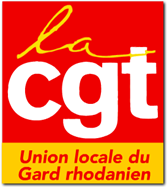 la
cgt
Union locale du
Gard rhodanien